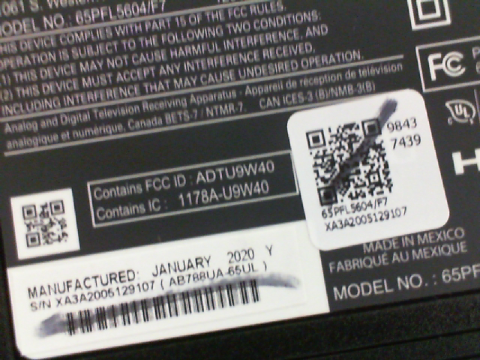 061 S. Weste
MODEL NO.: 65PFL5604/F7
THIS DEVICE COMPLIES WITH PART 15 OF THE FCC RULES.
OPERATION IS SUBJECT TO THE FOLLOWING TWO CONDITIONS:
(1) THIS DEVICE MAY NOT CAUSE HARMFUL INTERFERENCE, AND
(2) THIS DEVICE MUST ACCEPT ANY INTERFERENCE RECEIVED,
INCLUDING INTERFERENCE THAT MAY CAUSE UNDESIRED OPERATION.
Analog and Digital Television Receiving Apparatus - Appareil de réception de télévision
analogique et numérique, Canada BETS-7 / NTMR-7. CAN ICES-3 (B)/NMB-3(B)
FC
UL
H
9843
7439
65PFL5604/F7
XA3A2005129107
Contains FCC ID : ADTU9W40
Contains IC : 1178A-U9W40
MADE IN MEXICO
FABRIQUÉ AU MEXIQUE
MODEL NO. : 65PF
MANUFACTURED: JANUARY 2020 Y
S/N XA3A2005129107 ( AB788UA-65UL )